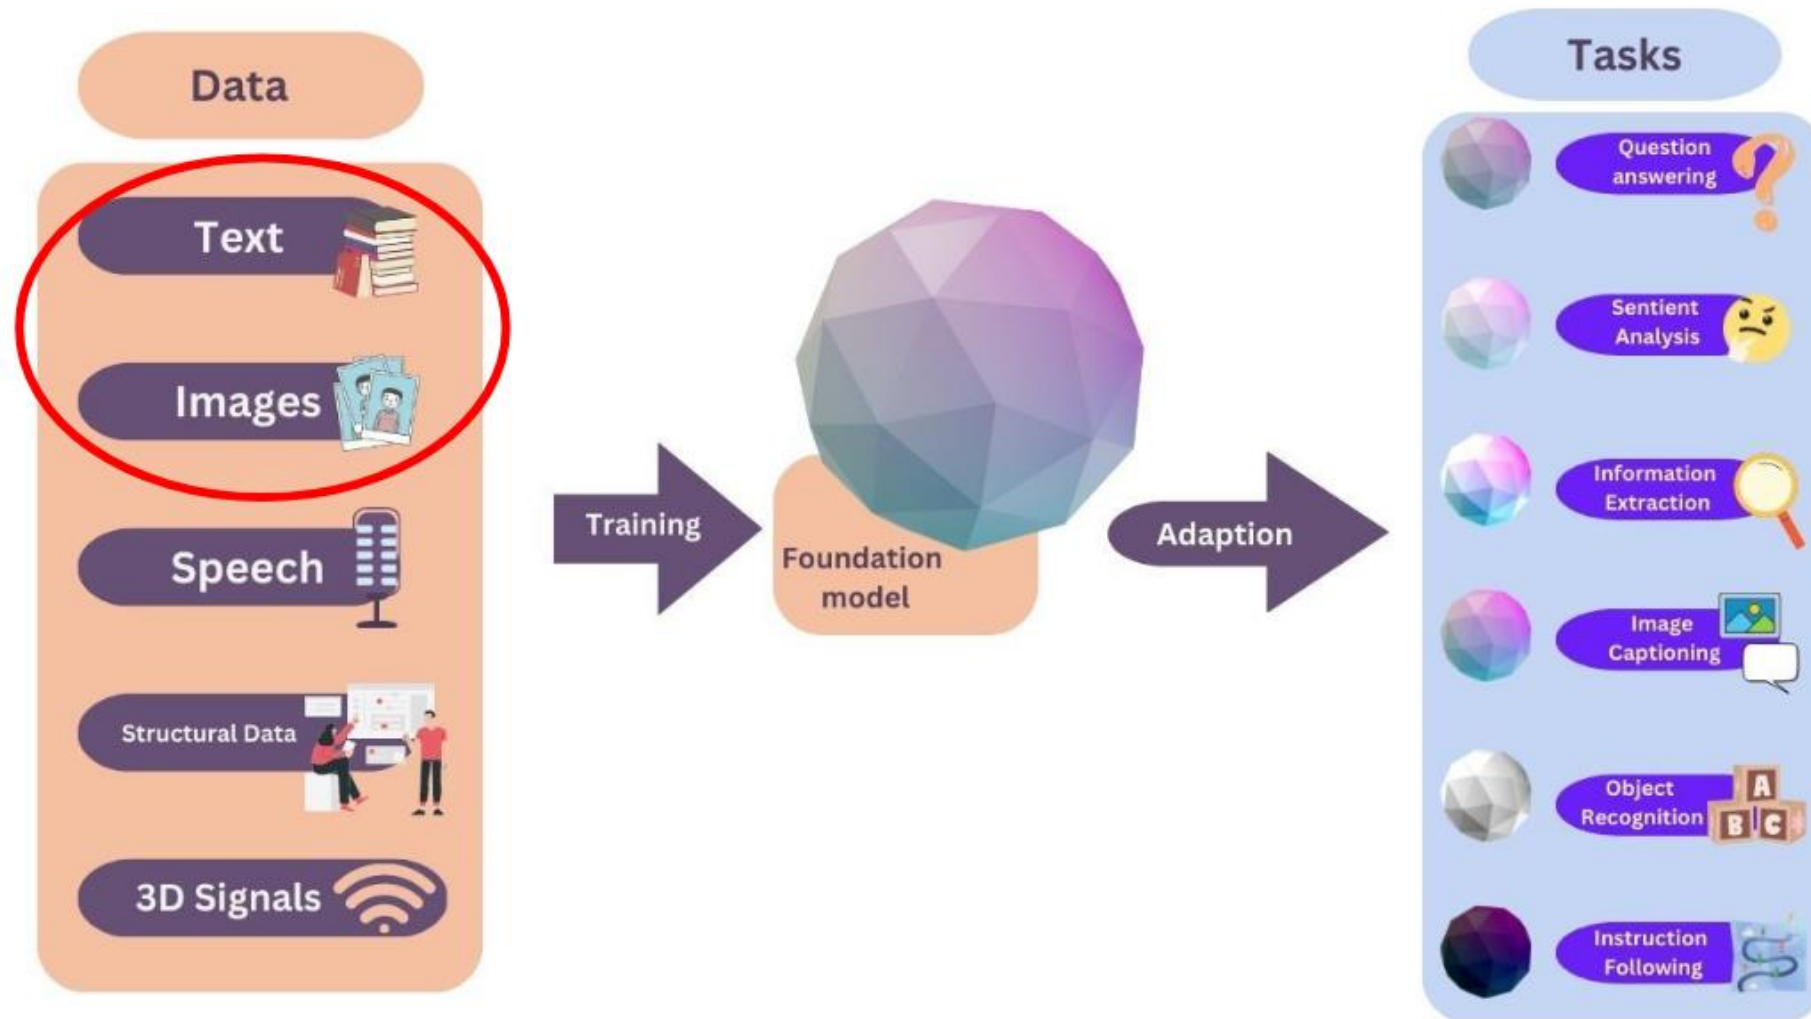 Data
Text
Images
Speech
Structural Data
3D Signals
Training
Foundation
model
Adaption
Tasks
Question
answering
Sentient
Analysis
Information
Extraction
Image
Captioning
Object
Recognition
A
B C
Instruction
Following